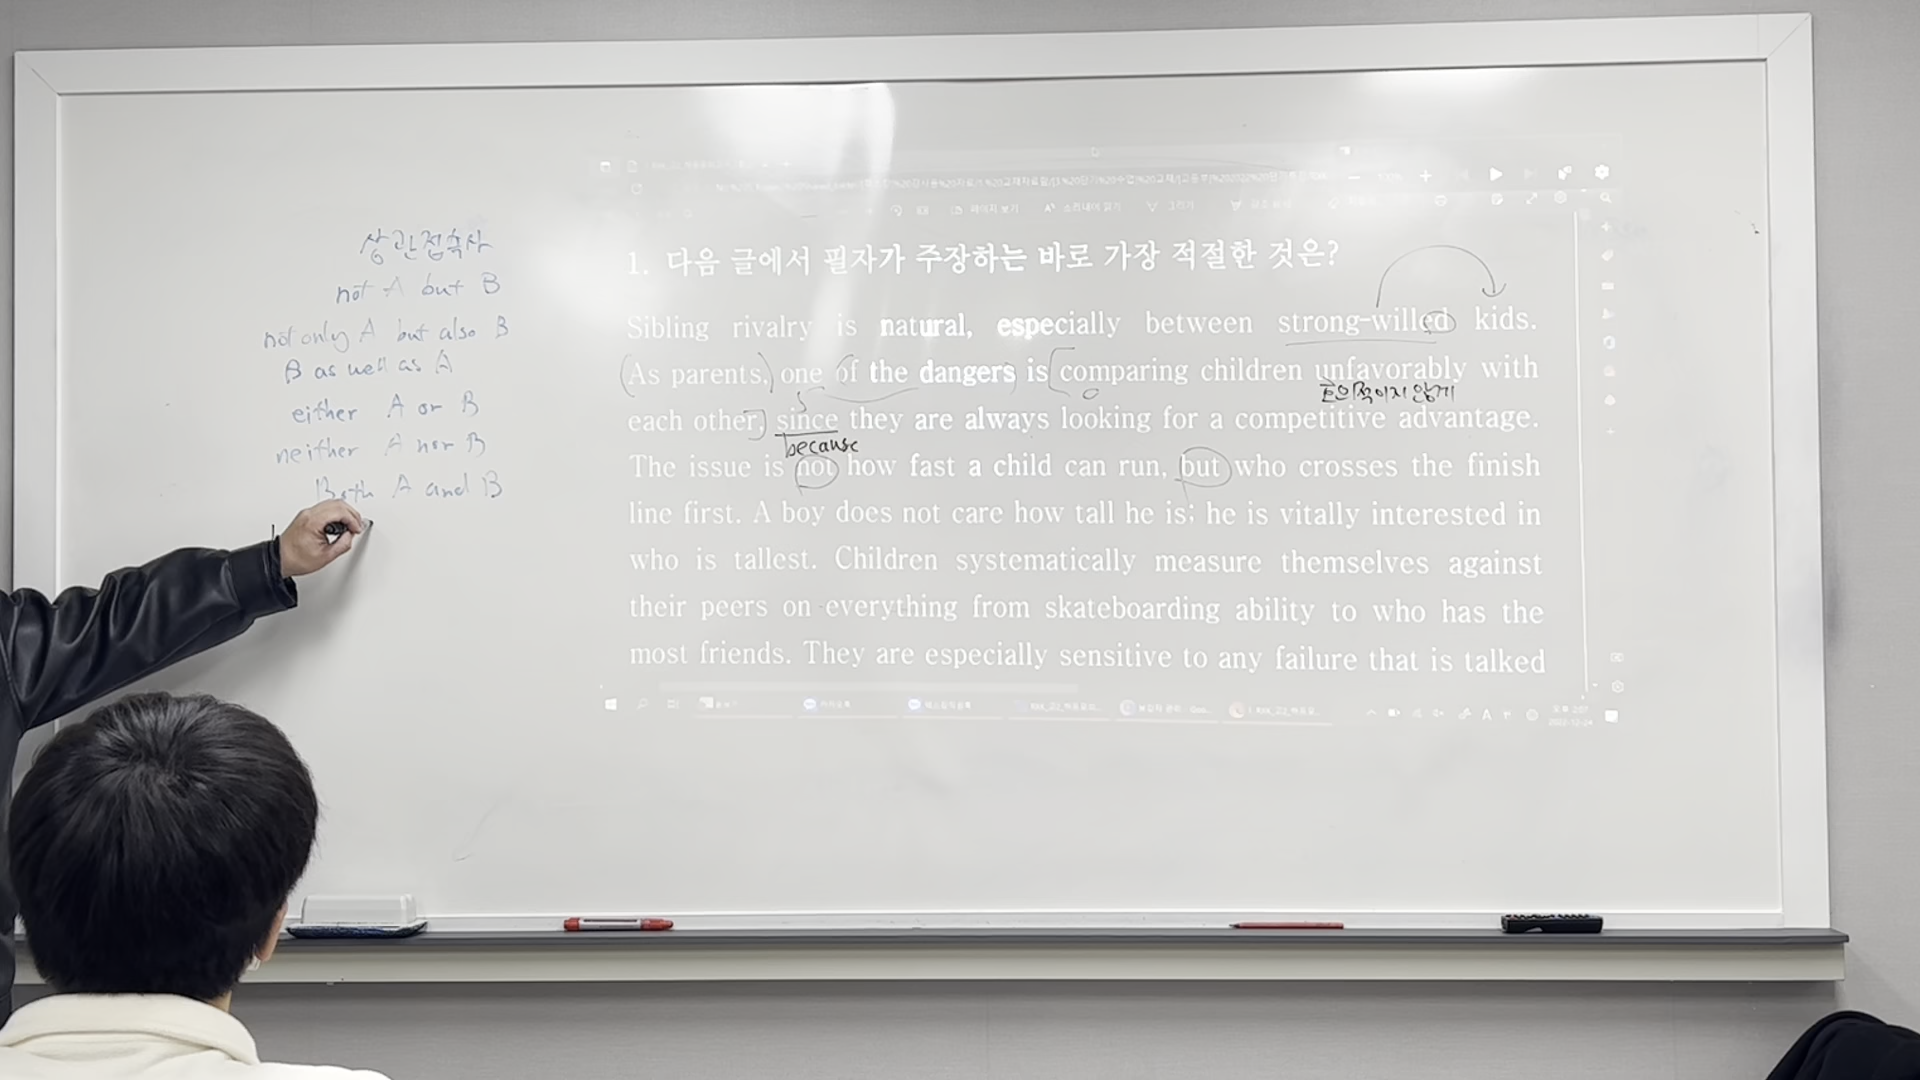 상관접속사
not A but B
not only A but also B
B as well as A
either A or B
neither A nor B
Both A and B
1. 다음 글에서 필자가 주장하는 바로 가장 적절한 것은?
Sibling rivalry is natural, especially between strong-willed kids.
(As parents,) one of the dangers is [comparing children unfavorably with
호의적이지 않게
each other,] since they are always looking for a competitive advantage.
because
The issue is not how fast a child can run, but who crosses the finish
line first. A boy does not care how tall he is; he is vitally interested in
who is tallest. Children systematically measure themselves against
their peers on everything from skateboarding ability to who has the
most friends. They are especially sensitive to any failure that is talked
2022-12-24